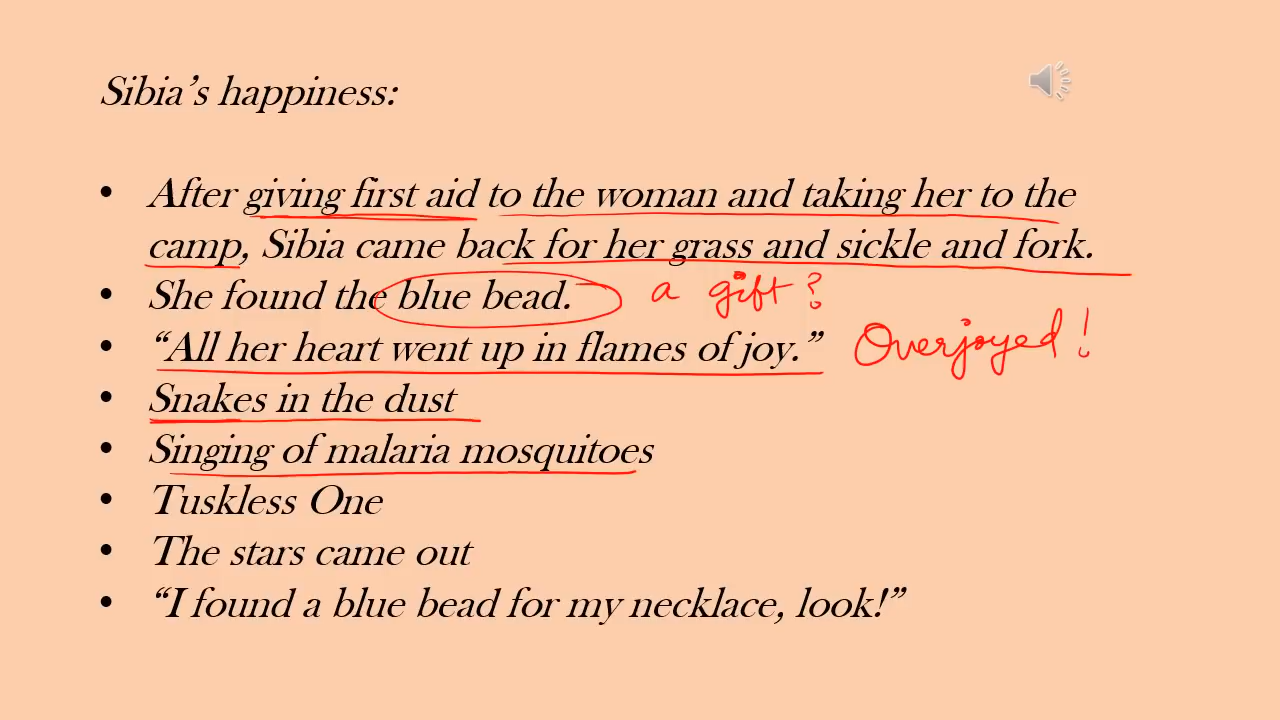 Sibia's happiness:
• After giving first aid to the woman and taking her to the
camp, Sibia came back for her grass and sickle and fork.
• She found the blue bead. a gift?
• “All her heart went up in flames of joy.” Overjoyed!
• Snakes in the dust
• Singing of malaria mosquitoes
• Tuskless One
• The stars came out
• “I found a blue bead for my necklace, look!”